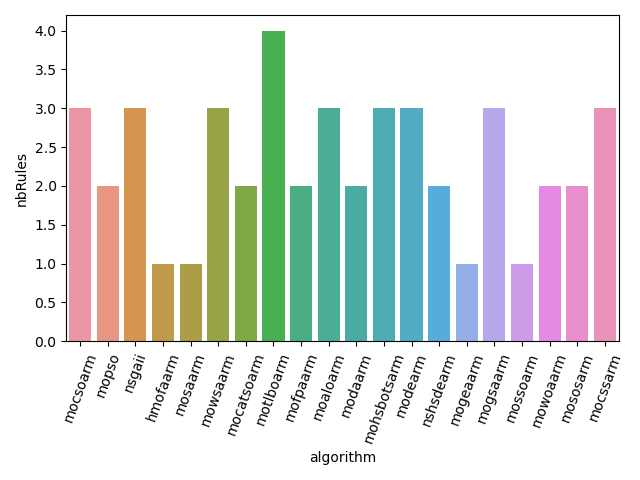 nbRules
4.0
3.5
3.0
2.5
2.0
1.5
1.0
0.5
0.0
mocsoarm
mopso
nsgaii
hmofaarm
mosaarm
mowsaarm
mocatsoarm
motlboarm
mofpaarm
moaloarm
modaarm
mohsbotsarm
modearm
nshsdearm
mogeaarm
mogsaarm
mossoarm
mowoaarm
mososarm
mocssarm
algorithm